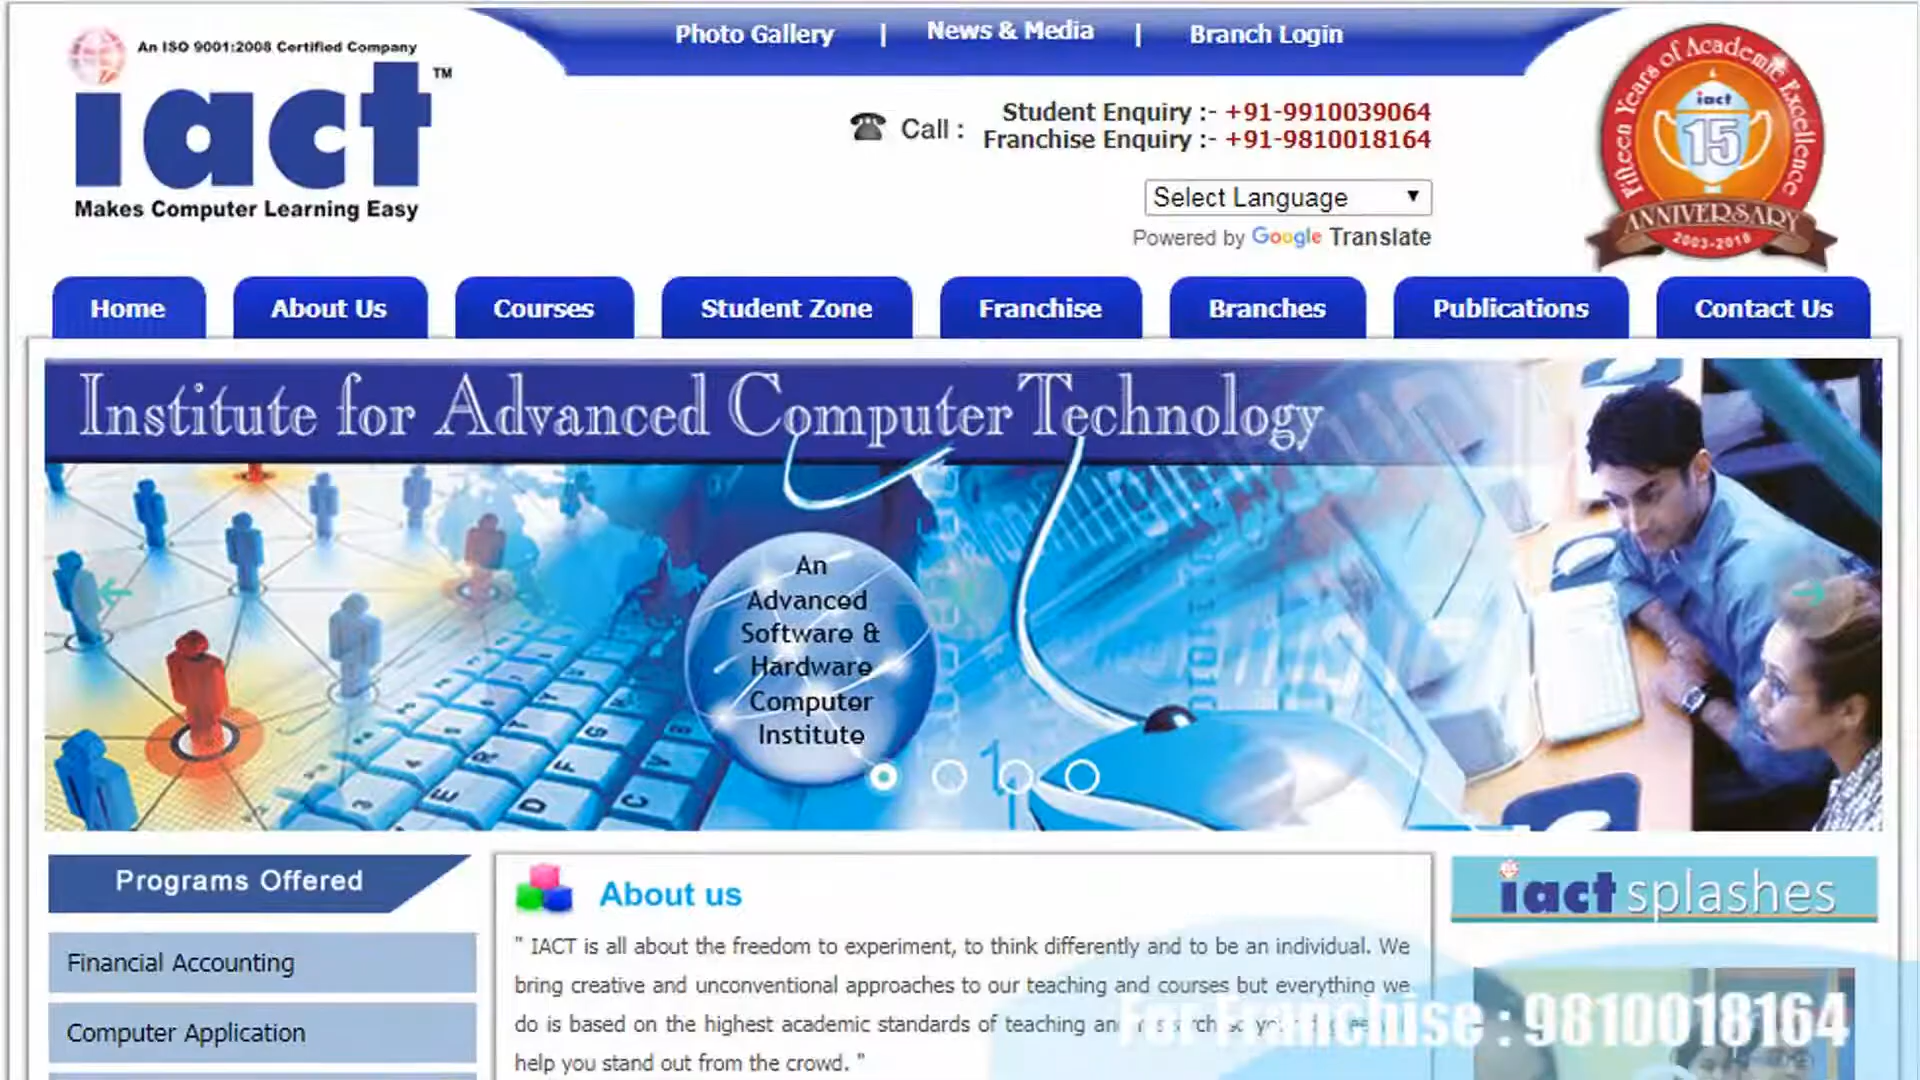 Photo Gallery | News & Media | Branch Login
An ISO 9001:2008 Certified Company
iact TM
Makes Computer Learning Easy
Call :
Student Enquiry :- +91-9910039064
Franchise Enquiry :- +91-9810018164
Select Language
Powered by Google Translate
Fifteen Years of Academic Excellence
iact
15
ANNIVERSARY
2003-2018
Home
About Us
Courses
Student Zone
Franchise
Branches
Publications
Contact Us
Institute for Advanced Computer Technology
An
Advanced
Software &
Hardware
Computer
Institute
Programs Offered
Financial Accounting
Computer Application
About us
" IACT is all about the freedom to experiment, to think differently and to be an individual. We
bring creative and unconventional approaches to our teaching and courses but everything we
do is based on the highest academic standards of teaching
help you stand out from the crowd. "
iact splashes
For Franchise : 9810018164